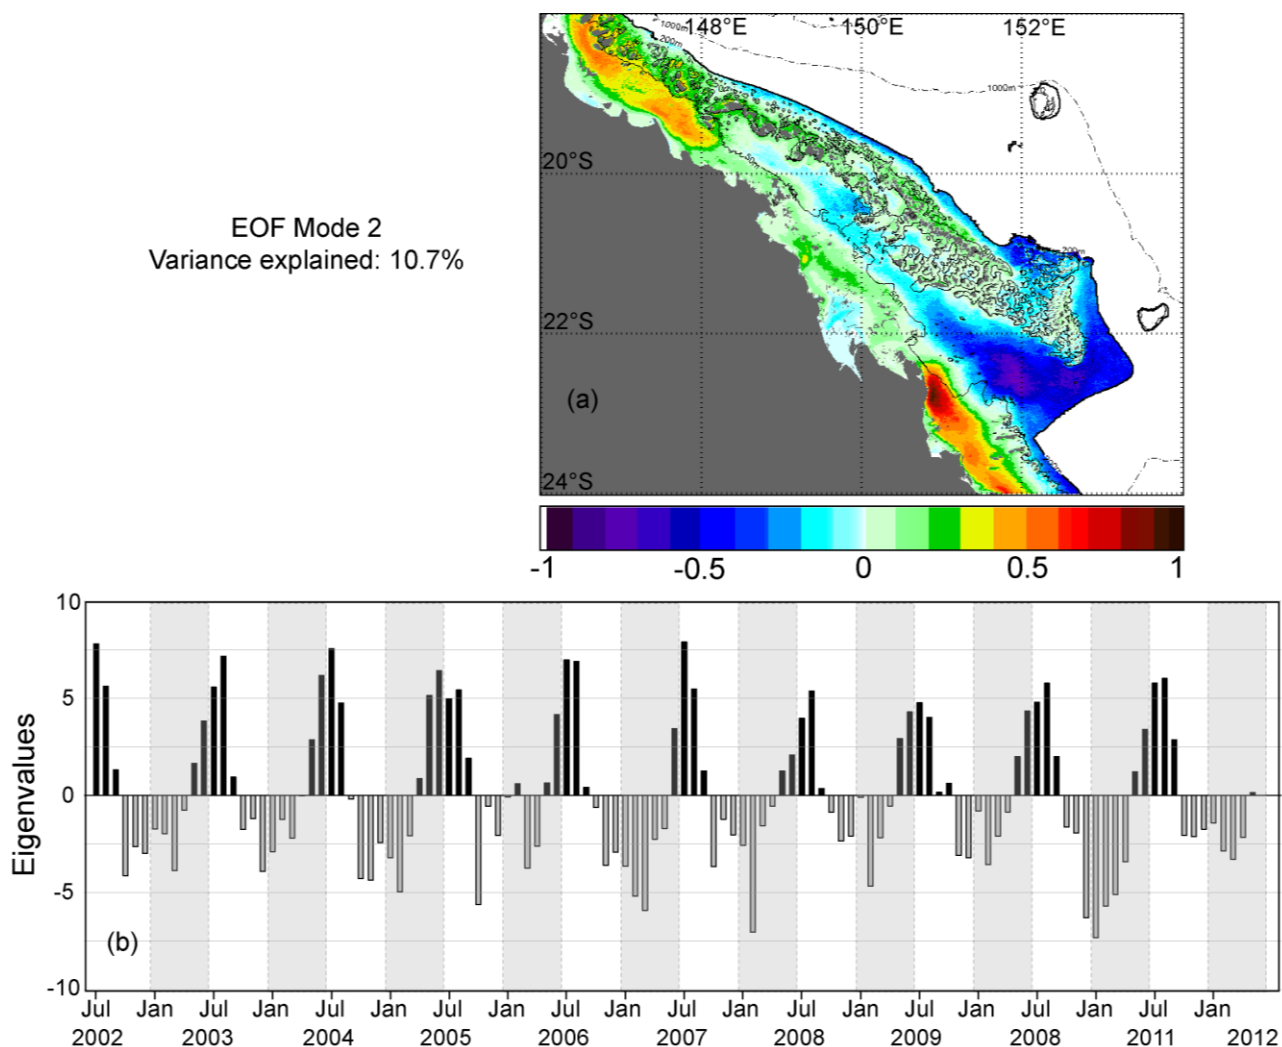 EOF Mode 2
Variance explained: 10.7%
148°E 150°E 152°E
1000m
200m
1000m
20°S
50m
200m
22°S
(a)
24°S
-1 -0.5 0 0.5 1
10
5
0
-5
-10
Eigenvalues
(b)
Jul Jan Jul Jan Jul Jan Jul Jan Jul Jan Jul Jan Jul Jan Jul Jan Jul Jan Jul Jan
2002 2003 2004 2005 2006 2007 2008 2009 2008 2011 2012